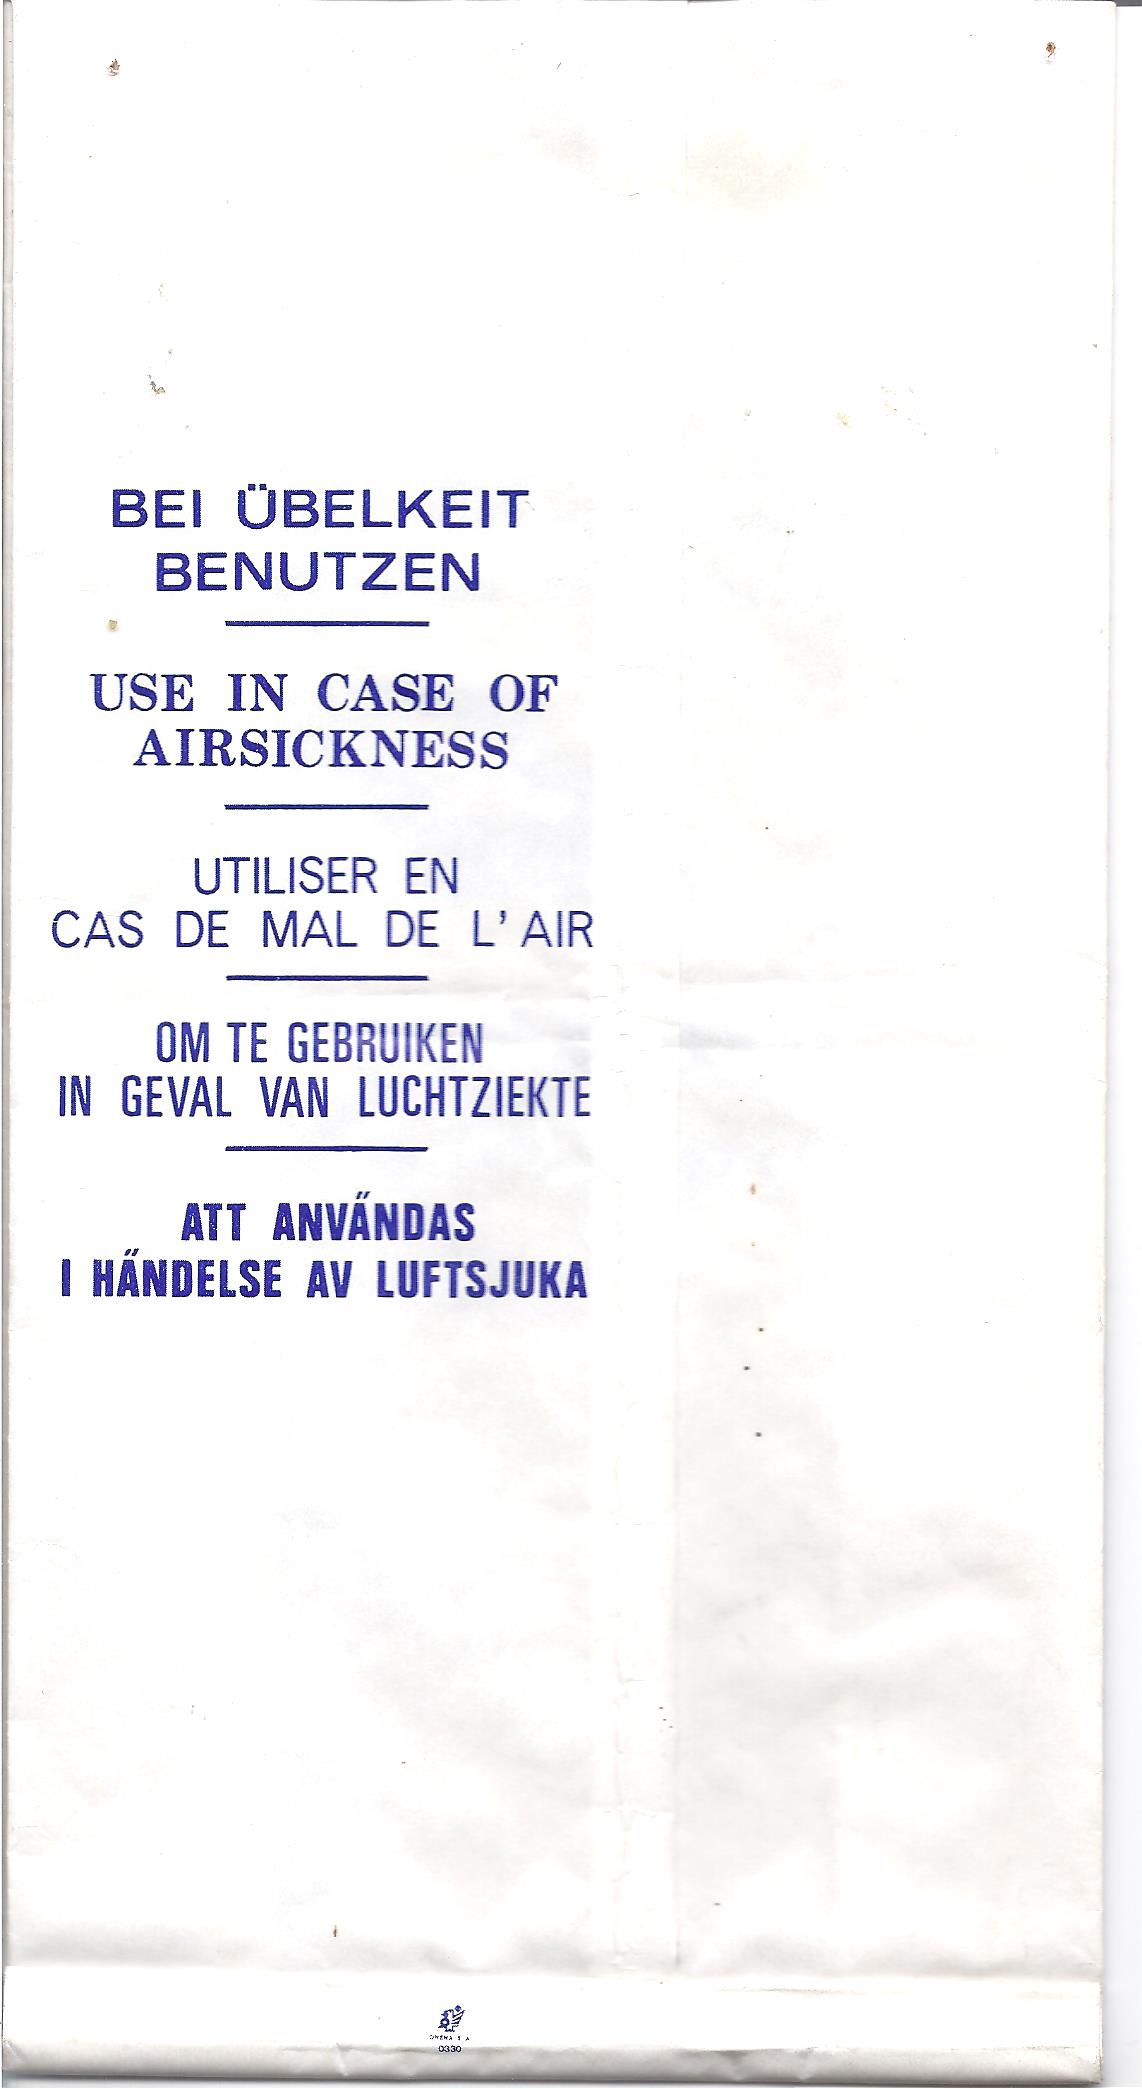 BEI ÜBELKEIT
BENUTZEN
USE IN CASE OF
AIRSICKNESS
UTILISER EN
CAS DE MAL DE L'AIR
OM TE GEBRUIKEN
IN GEVAL VAN LUCHTZIEKTE
ATT ANVÄNDAS
I HÄNDELSE AV LUFTSJUKA
0330